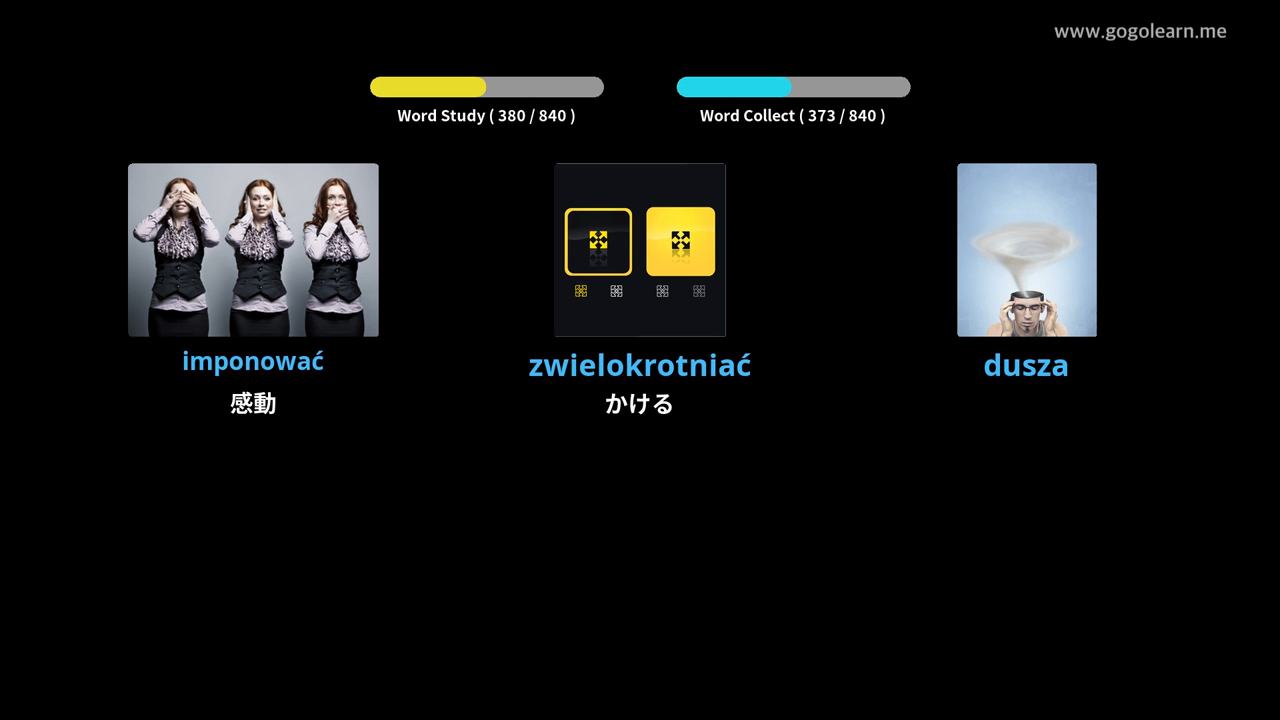 www.gogolearn.me
Word Study ( 380 / 840 )
Word Collect ( 373 / 840 )
imponować
zwielokrotniać
dusza
感動
かける